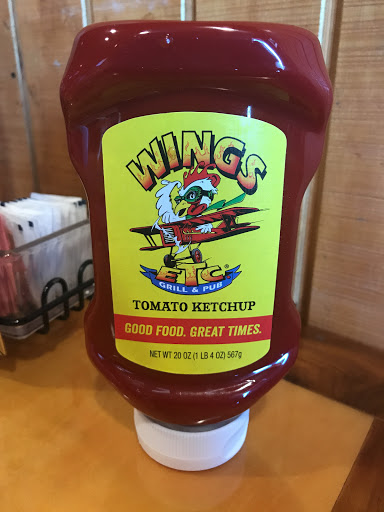 WINGS
ETC®
GRILL & PUB
TOMATO KETCHUP
GOOD FOOD. GREAT TIMES.
NET WT 20 OZ (1 LB 4 OZ) 567g